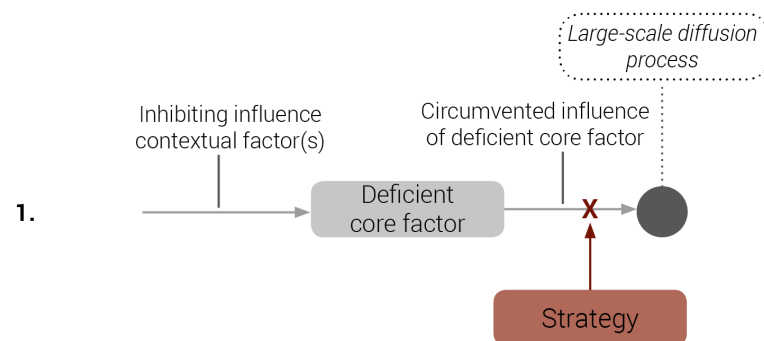 Large-scale diffusion
process
Inhibiting influence
contextual factor(s)
Circumvented influence
of deficient core factor
1.
Deficient
core factor
X
Strategy